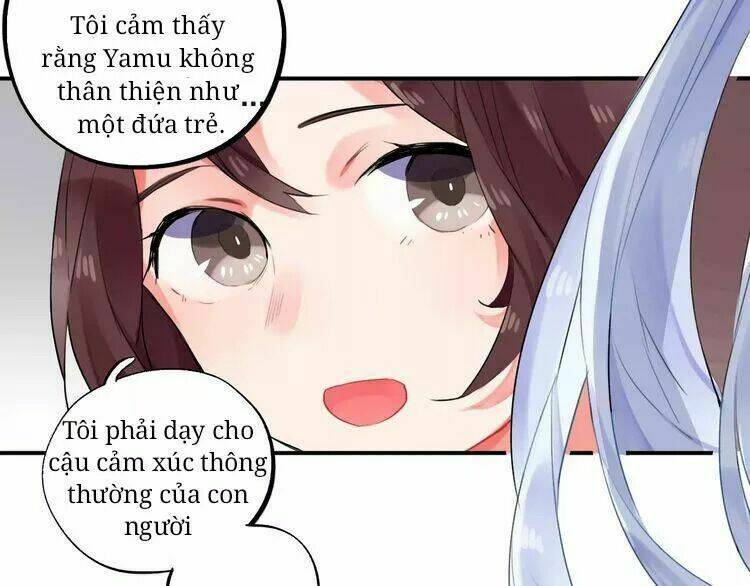 Tôi cảm thấy
rằng Yamu không
thân thiện như...
một đứa trẻ.
Tôi phải dạy cho
cậu cảm xúc thông
thường của con
người